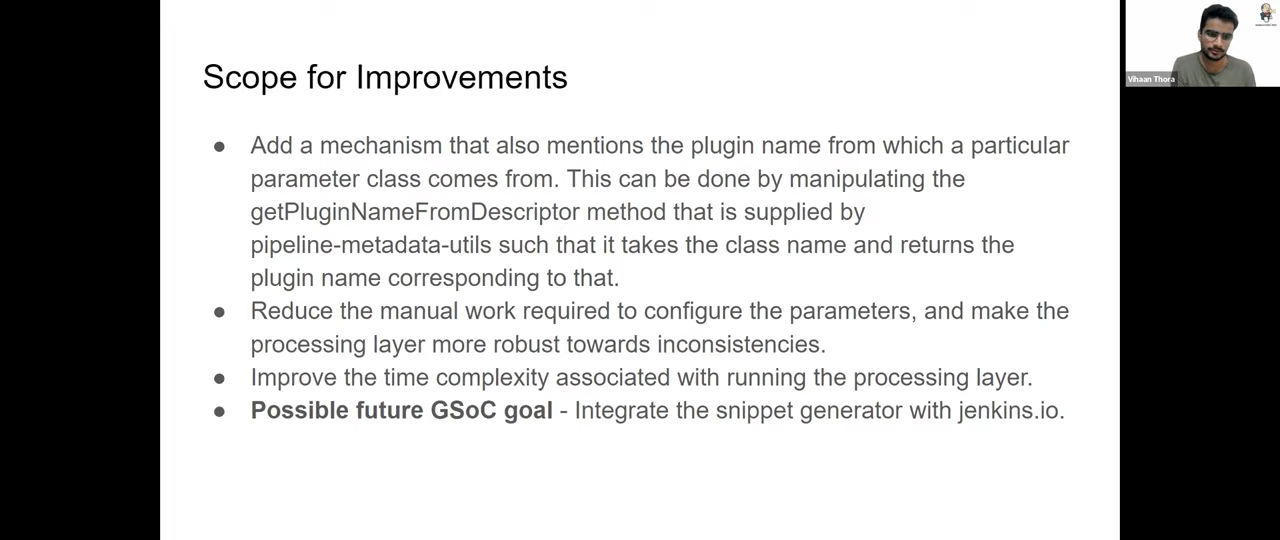 Scope for Improvements
● Add a mechanism that also mentions the plugin name from which a particular
parameter class comes from. This can be done by manipulating the
getPluginNameFromDescriptor method that is supplied by
pipeline-metadata-utils such that it takes the class name and returns the
plugin name corresponding to that.
● Reduce the manual work required to configure the parameters, and make the
processing layer more robust towards inconsistencies.
● Improve the time complexity associated with running the processing layer.
● Possible future GSoC goal - Integrate the snippet generator with jenkins.io.
Vihaan Thora